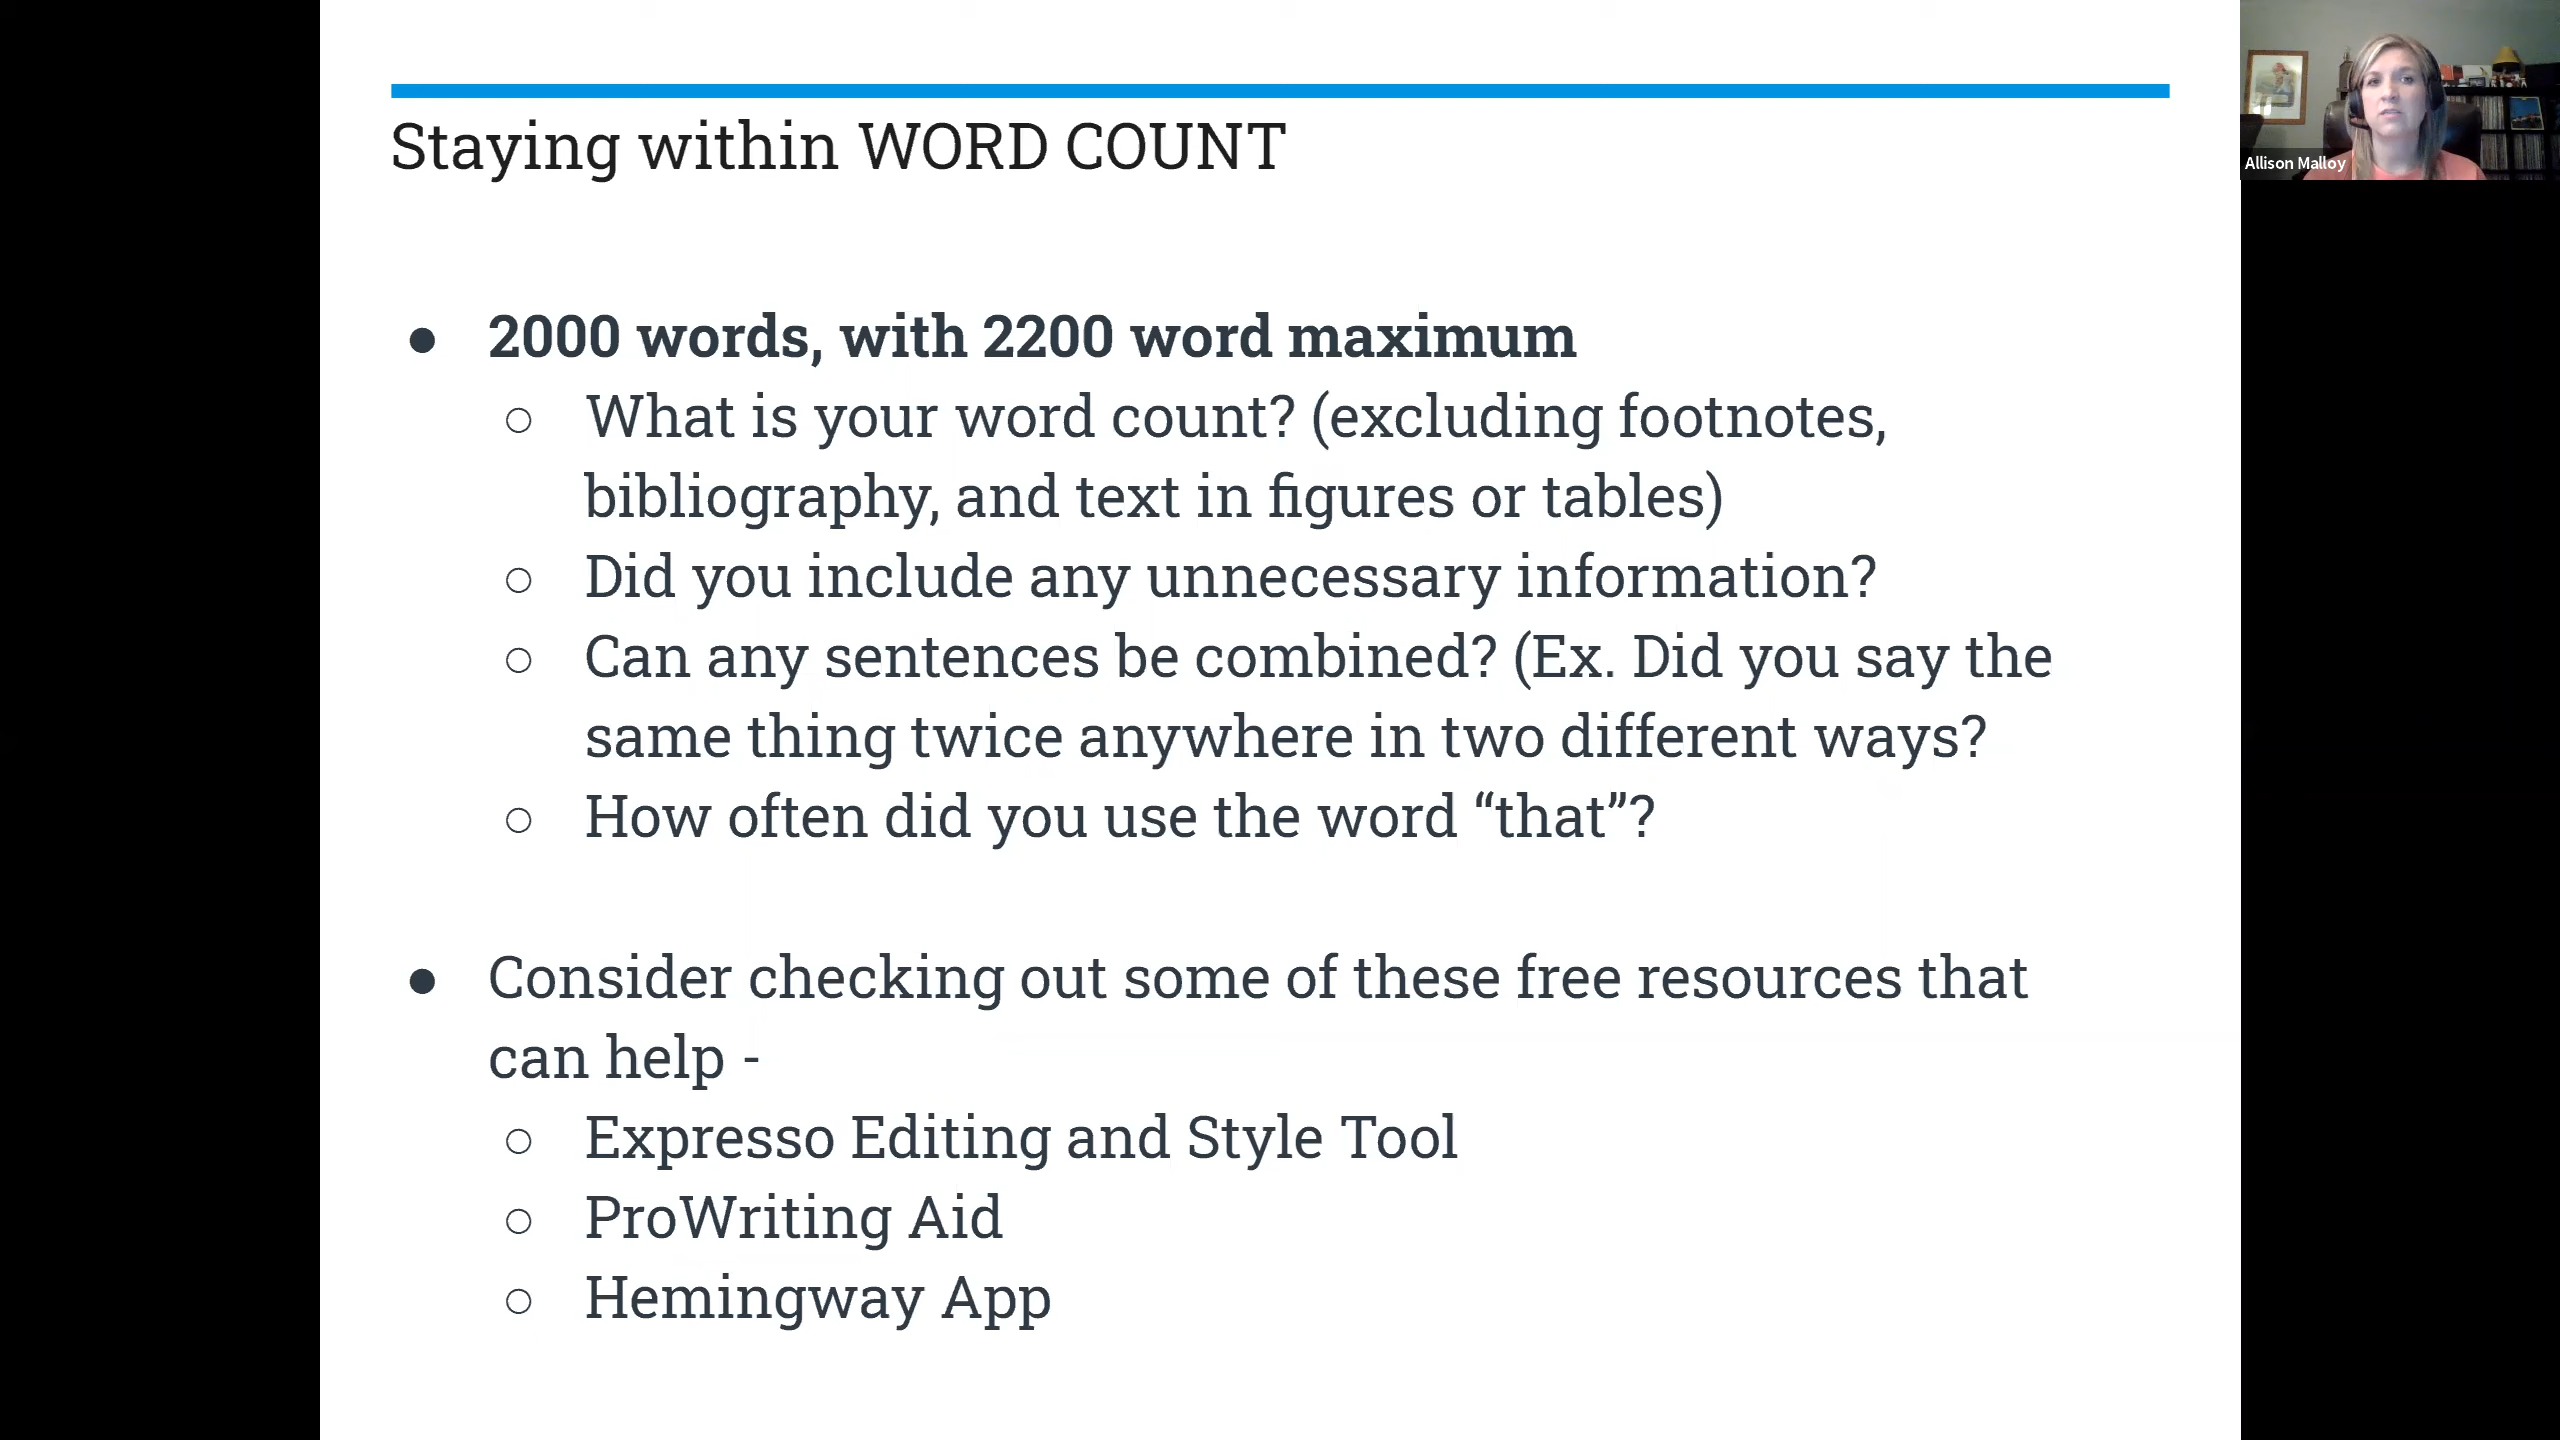 Staying within WORD COUNT
Allison Malloy
● 2000 words, with 2200 word maximum
○ What is your word count? (excluding footnotes,
bibliography, and text in figures or tables)
○ Did you include any unnecessary information?
○ Can any sentences be combined? (Ex. Did you say the
same thing twice anywhere in two different ways?
○ How often did you use the word “that”?
● Consider checking out some of these free resources that
can help -
○ Expresso Editing and Style Tool
○ ProWriting Aid
○ Hemingway App